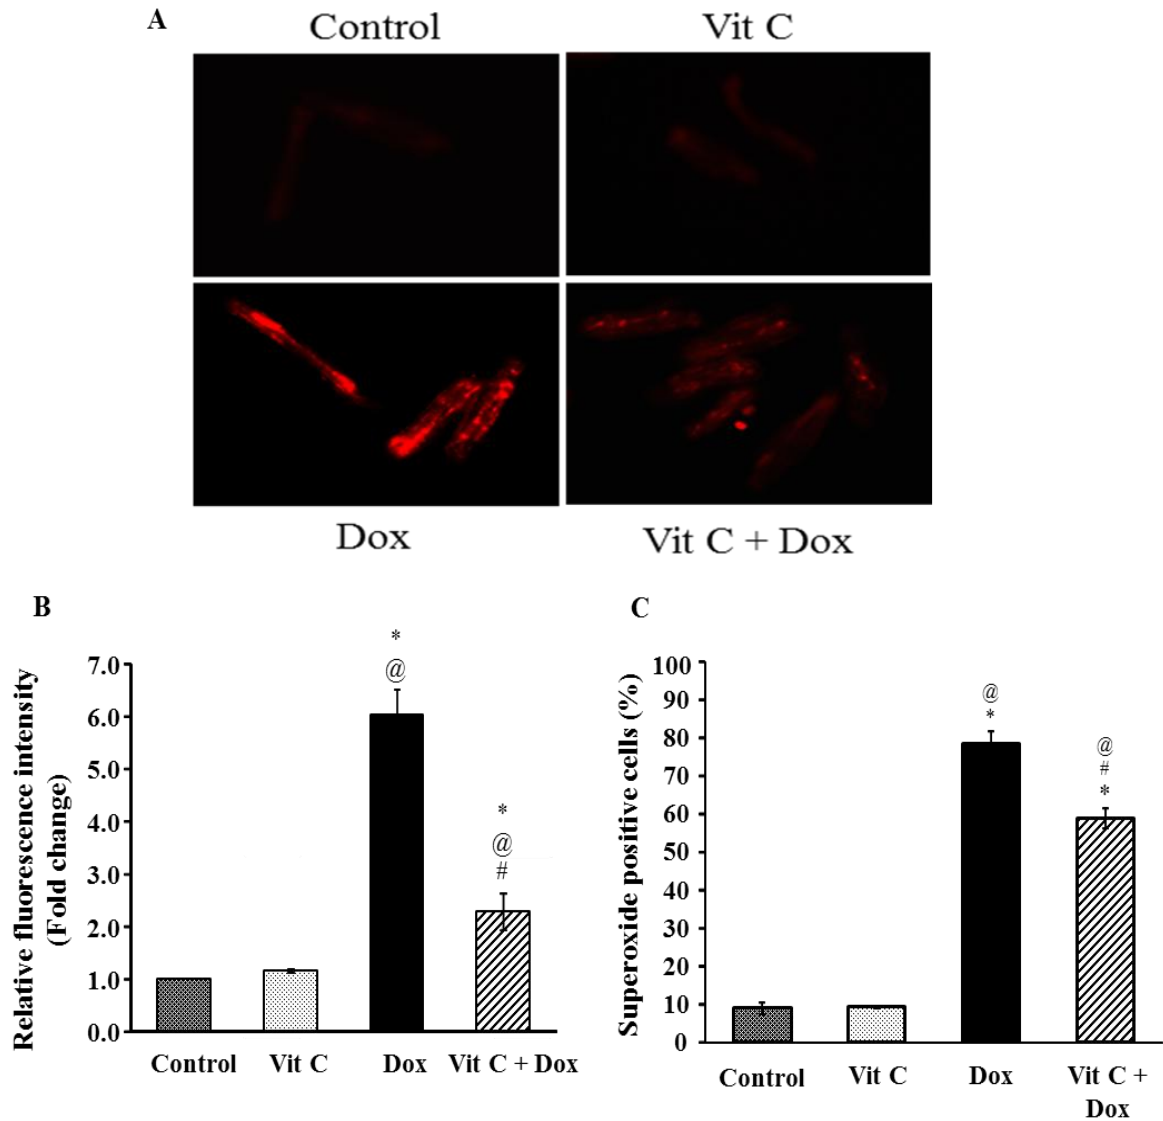 A
Control
Vit C
Dox
Vit C + Dox
B
Relative fluorescence intensity
(Fold change)
7.0
6.0
5.0
4.0
3.0
2.0
1.0
0.0
*
@
*
@
#
Control
Vit C
Dox
Vit C + Dox
C
Superoxide positive cells (%)
100
90
80
70
60
50
40
30
20
10
0
@
*
@
#
*
Control
Vit C
Dox
Vit C +
Dox